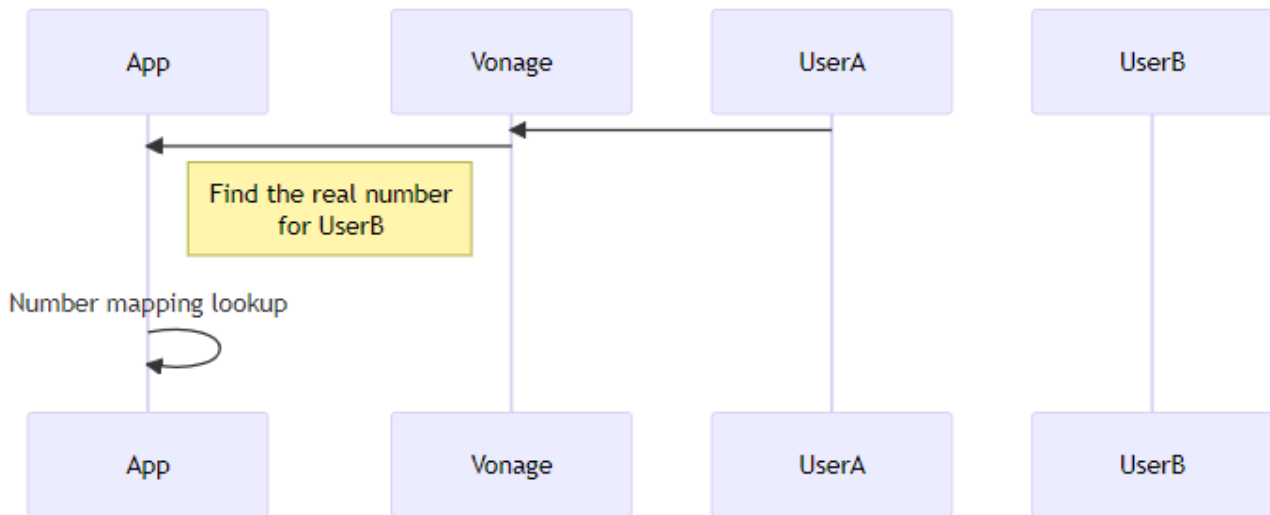 App
Vonage
UserA
UserB
Find the real number
for UserB
Number mapping lookup
App
Vonage
UserA
UserB